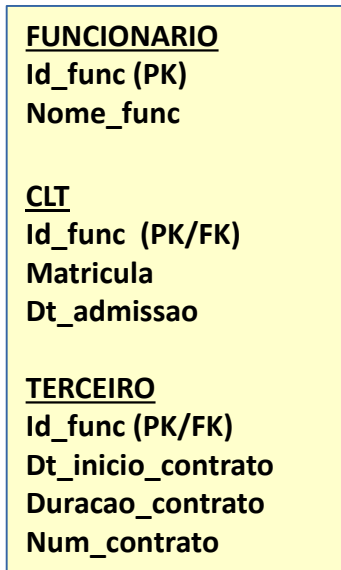 FUNCIONARIO
Id_func (PK)
Nome_func
CLT
Id_func  (PK/FK)
Matricula
Dt_admissao
TERCEIRO
Id_func (PK/FK)
Dt_inicio_contrato
Duracao_contrato
Num_contrato